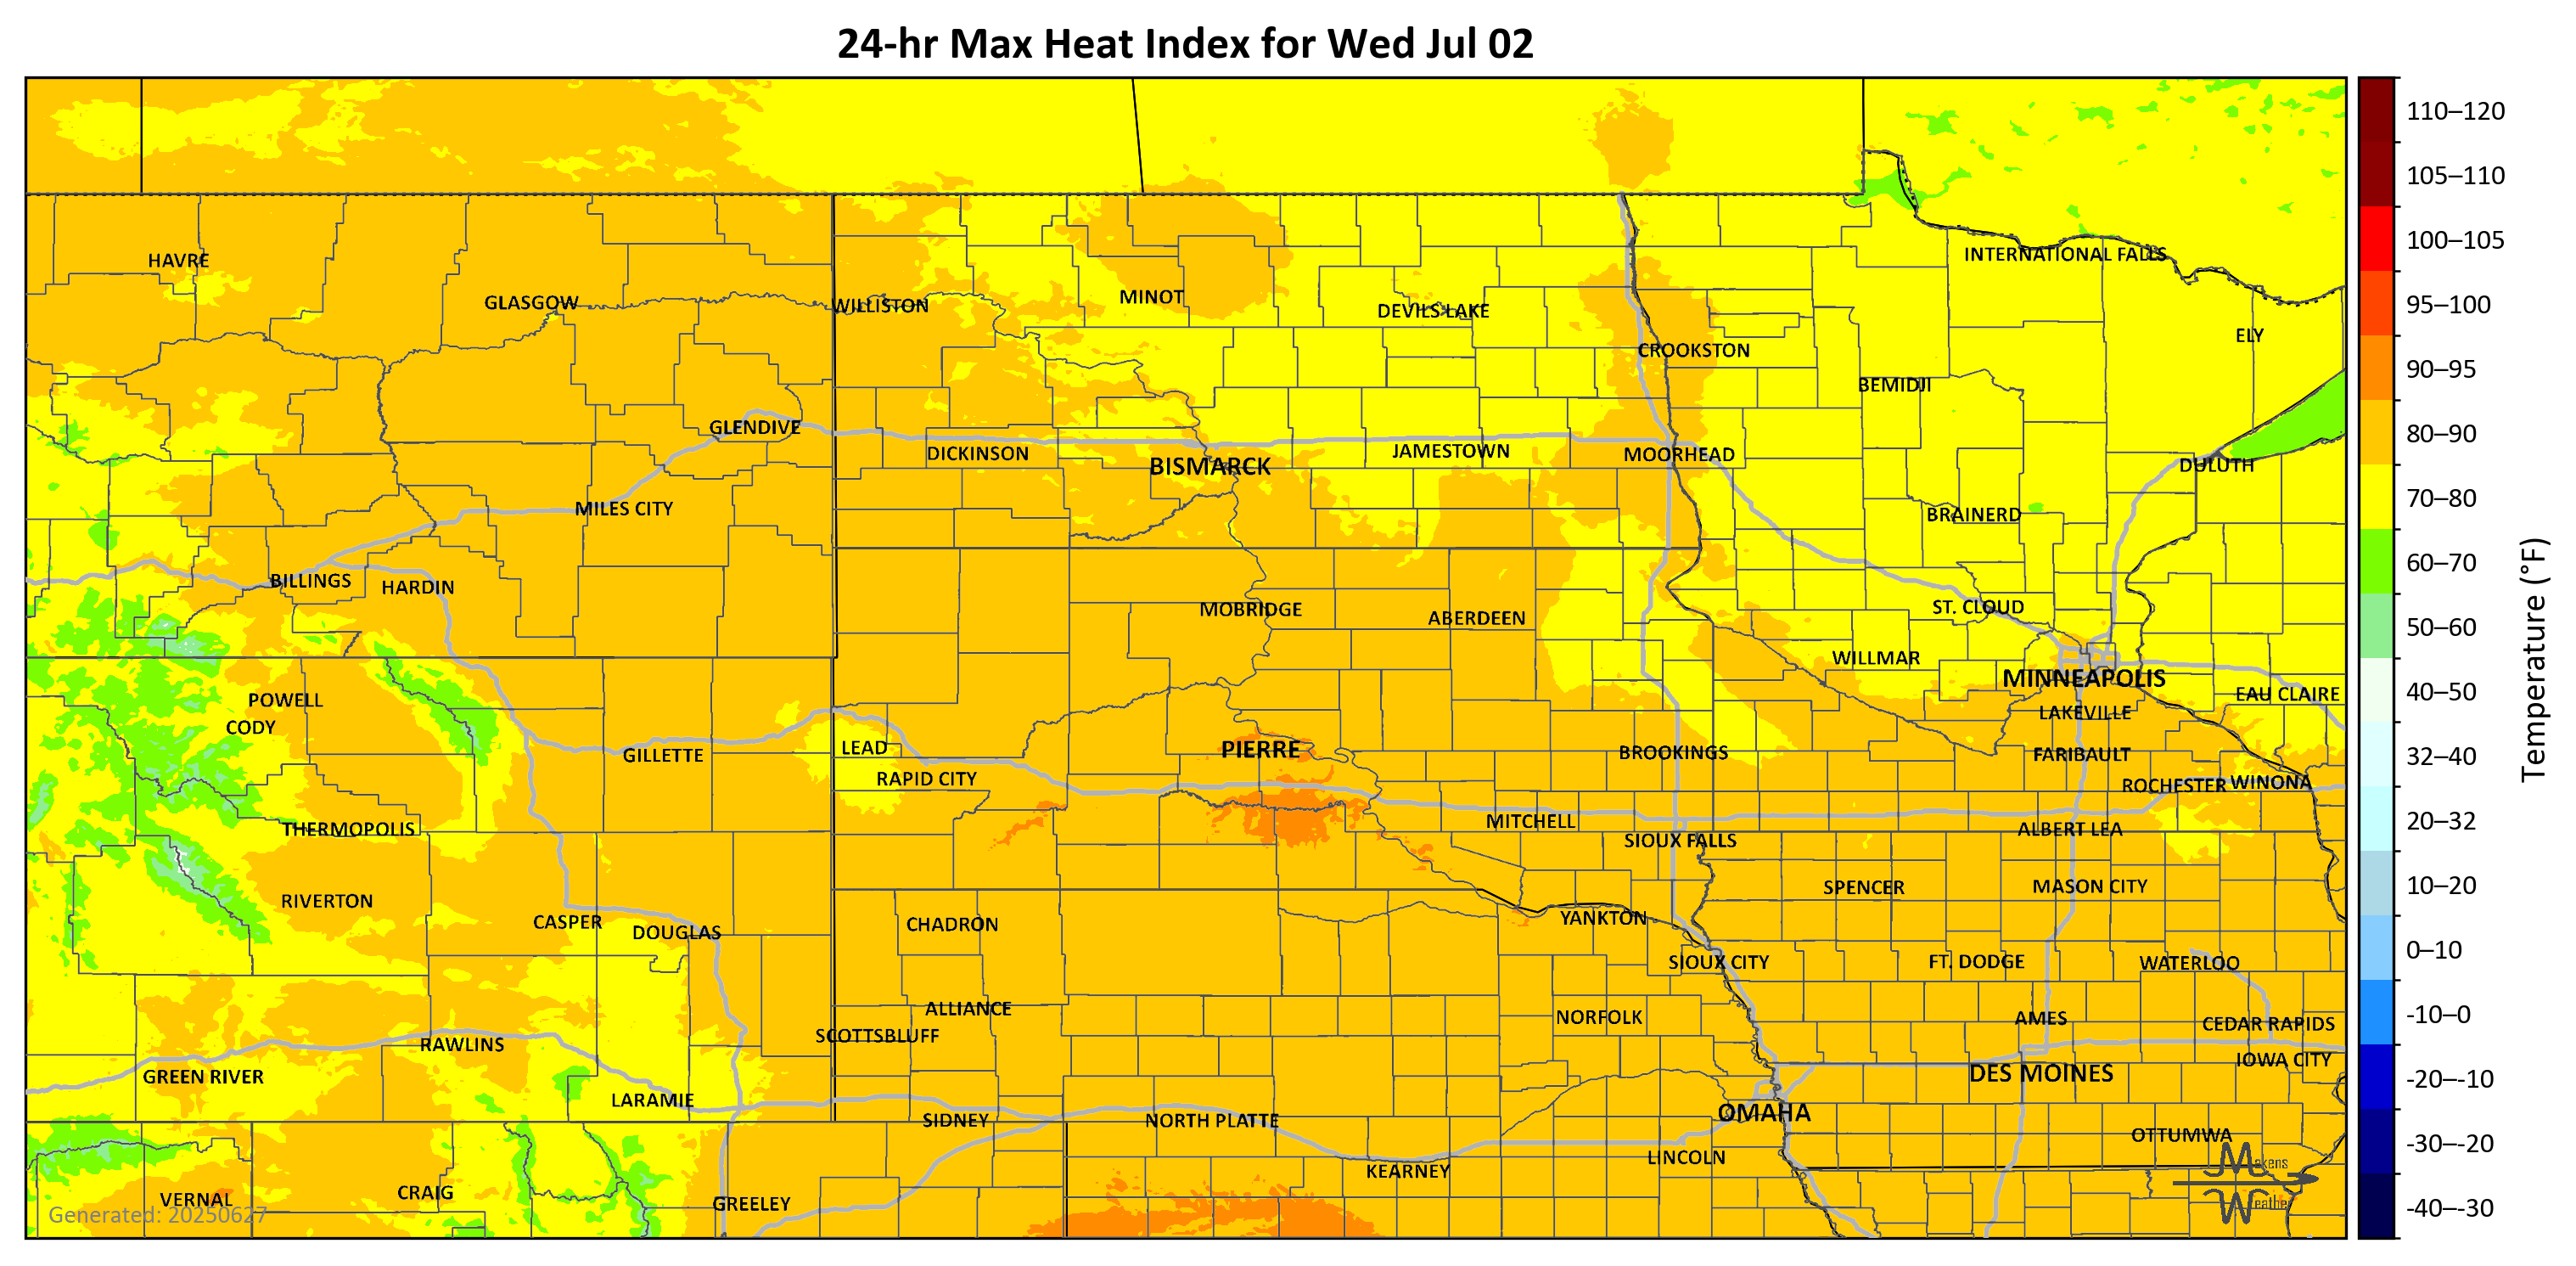 24-hr Max Heat Index for Wed Jul 02
110–120
105–110
100–105
95–100
90–95
80–90
70–80
60–70
50–60
40–50
32–40
20–32
10–20
0–10
-10–0
-20–-10
-30–-20
-40–-30
Temperature (°F)
HAVRE
GLASGOW
WILLISTON
MINOT
DEVILS LAKE
INTERNATIONAL FALLS
CROOKSTON
ELY
BEMIDJI
GLENDIVE
DICKINSON
BISMARCK
JAMESTOWN
MOORHEAD
DULUTH
MILES CITY
BRAINERD
BILLINGS
HARDIN
MOBRIDGE
ABERDEEN
ST. CLOUD
WILLMAR
MINNEAPOLIS
EAU CLAIRE
POWELL
CODY
LAKEVILLE
GILLETTE
LEAD
PIERRE
BROOKINGS
FARIBAULT
RAPID CITY
ROCHESTER
WINONA
THERMOPOLIS
MITCHELL
SIOUX FALLS
ALBERT LEA
RIVERTON
SPENCER
MASON CITY
CASPER
DOUGLAS
CHADRON
YANKTON
SIOUX CITY
FT. DODGE
WATERLOO
ALLIANCE
NORFOLK
AMES
CEDAR RAPIDS
SCOTTSBLUFF
RAWLINS
IOWA CITY
GREEN RIVER
DES MOINES
LARAMIE
SIDNEY
NORTH PLATTE
OMAHA
OTTUMWA
LINCOLN
KEARNEY
VERNAL
CRAIG
GREELEY
Generated: 20250627
Makens
Weather